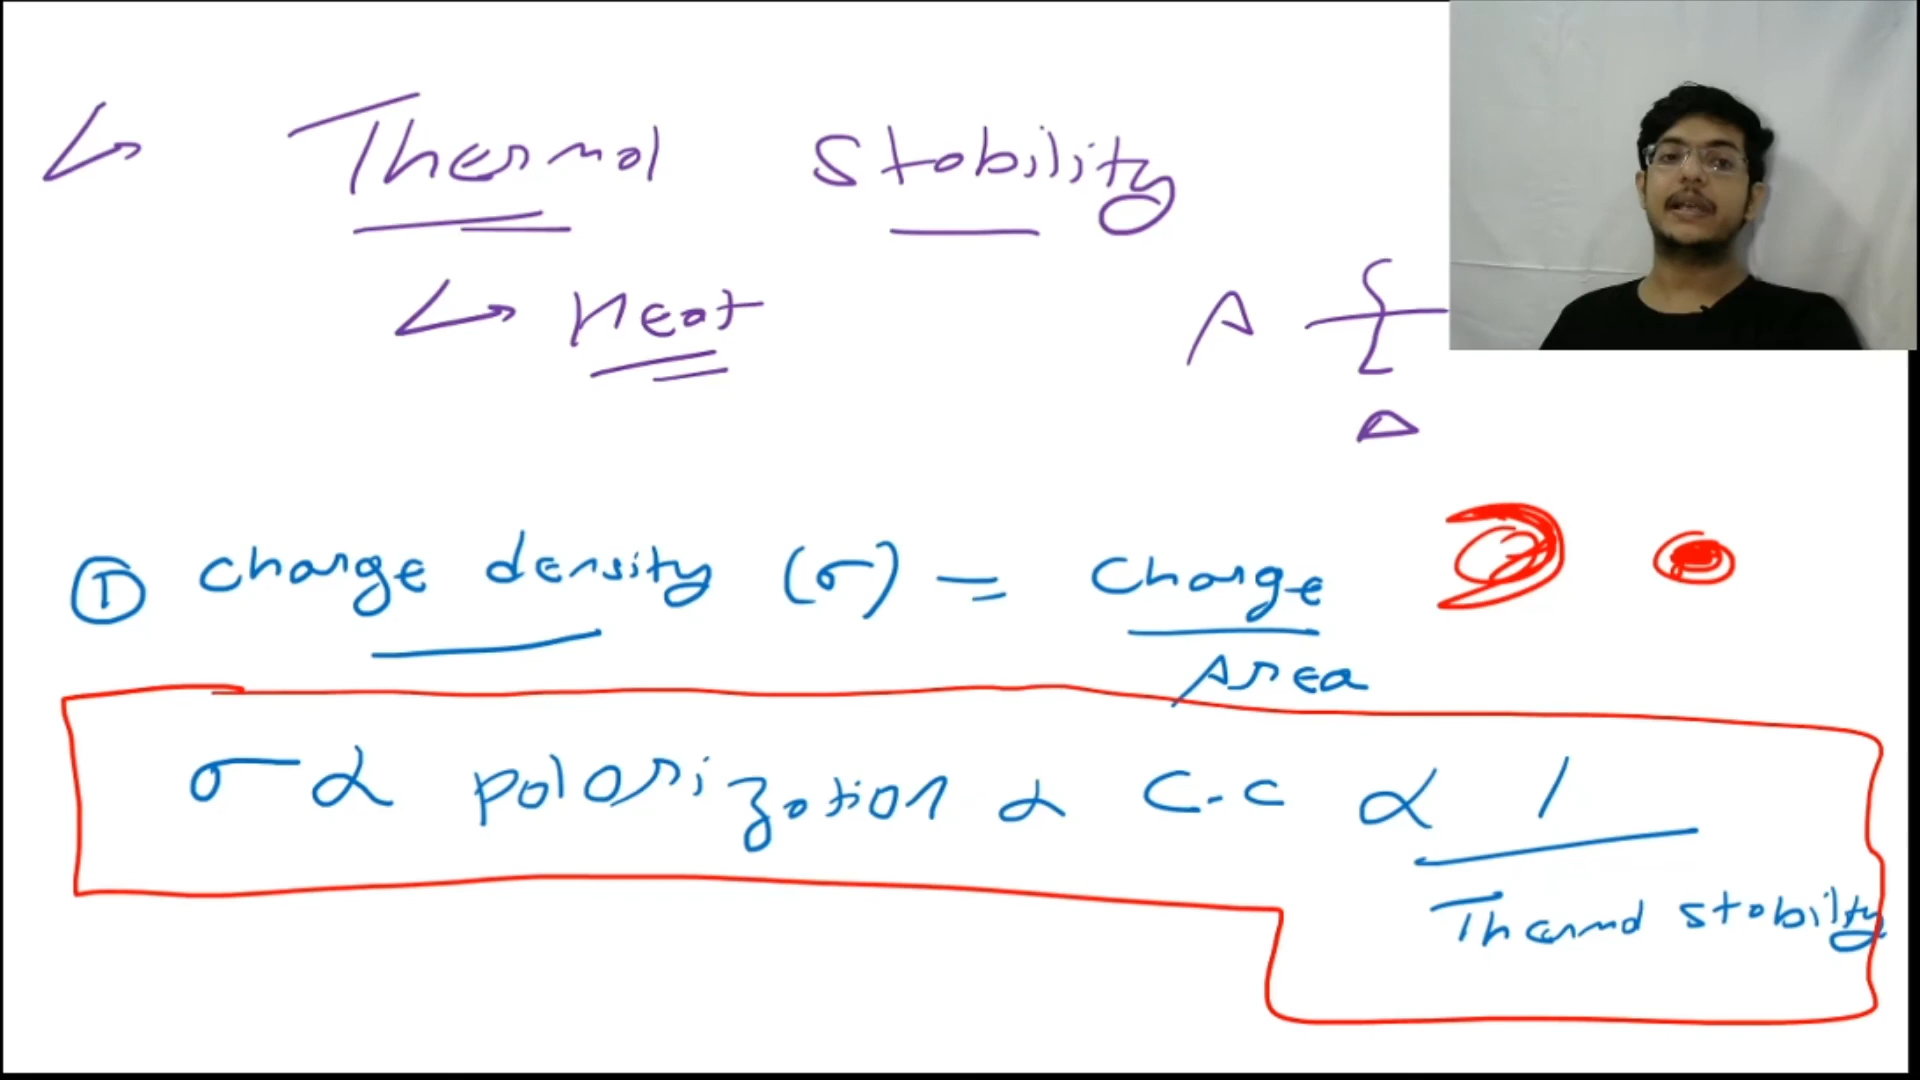 ↳ Thermal Stability
↳ Heat
A
Δ
① Charge density (σ) = Charge
Area
σ α polarization α C.C α 1
Thermal stability